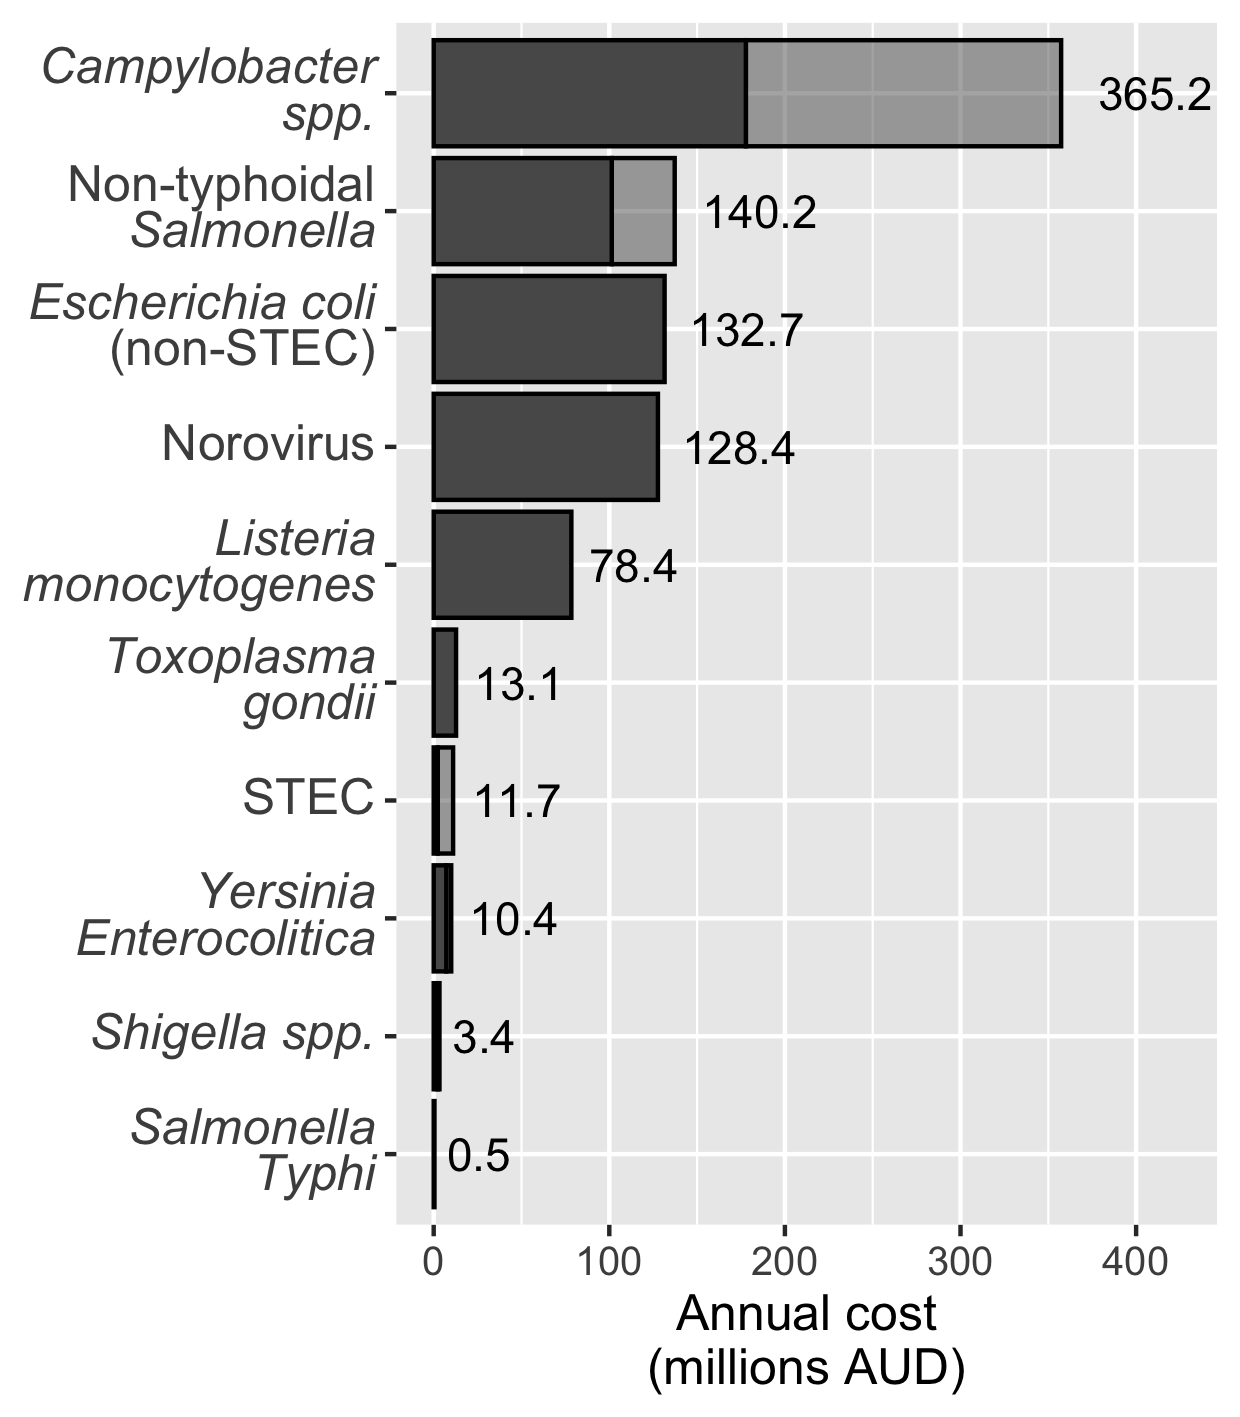 Campylobacter
spp.
365.2
Non-typhoidal
Salmonella
140.2
Escherichia coli
(non-STEC)
132.7
Norovirus
128.4
Listeria
monocytogenes
78.4
Toxoplasma
gondii
13.1
STEC
11.7
Yersinia
Enterocolitica
10.4
Shigella spp.
3.4
Salmonella
Typhi
0.5
0 100 200 300 400
Annual cost
(millions AUD)